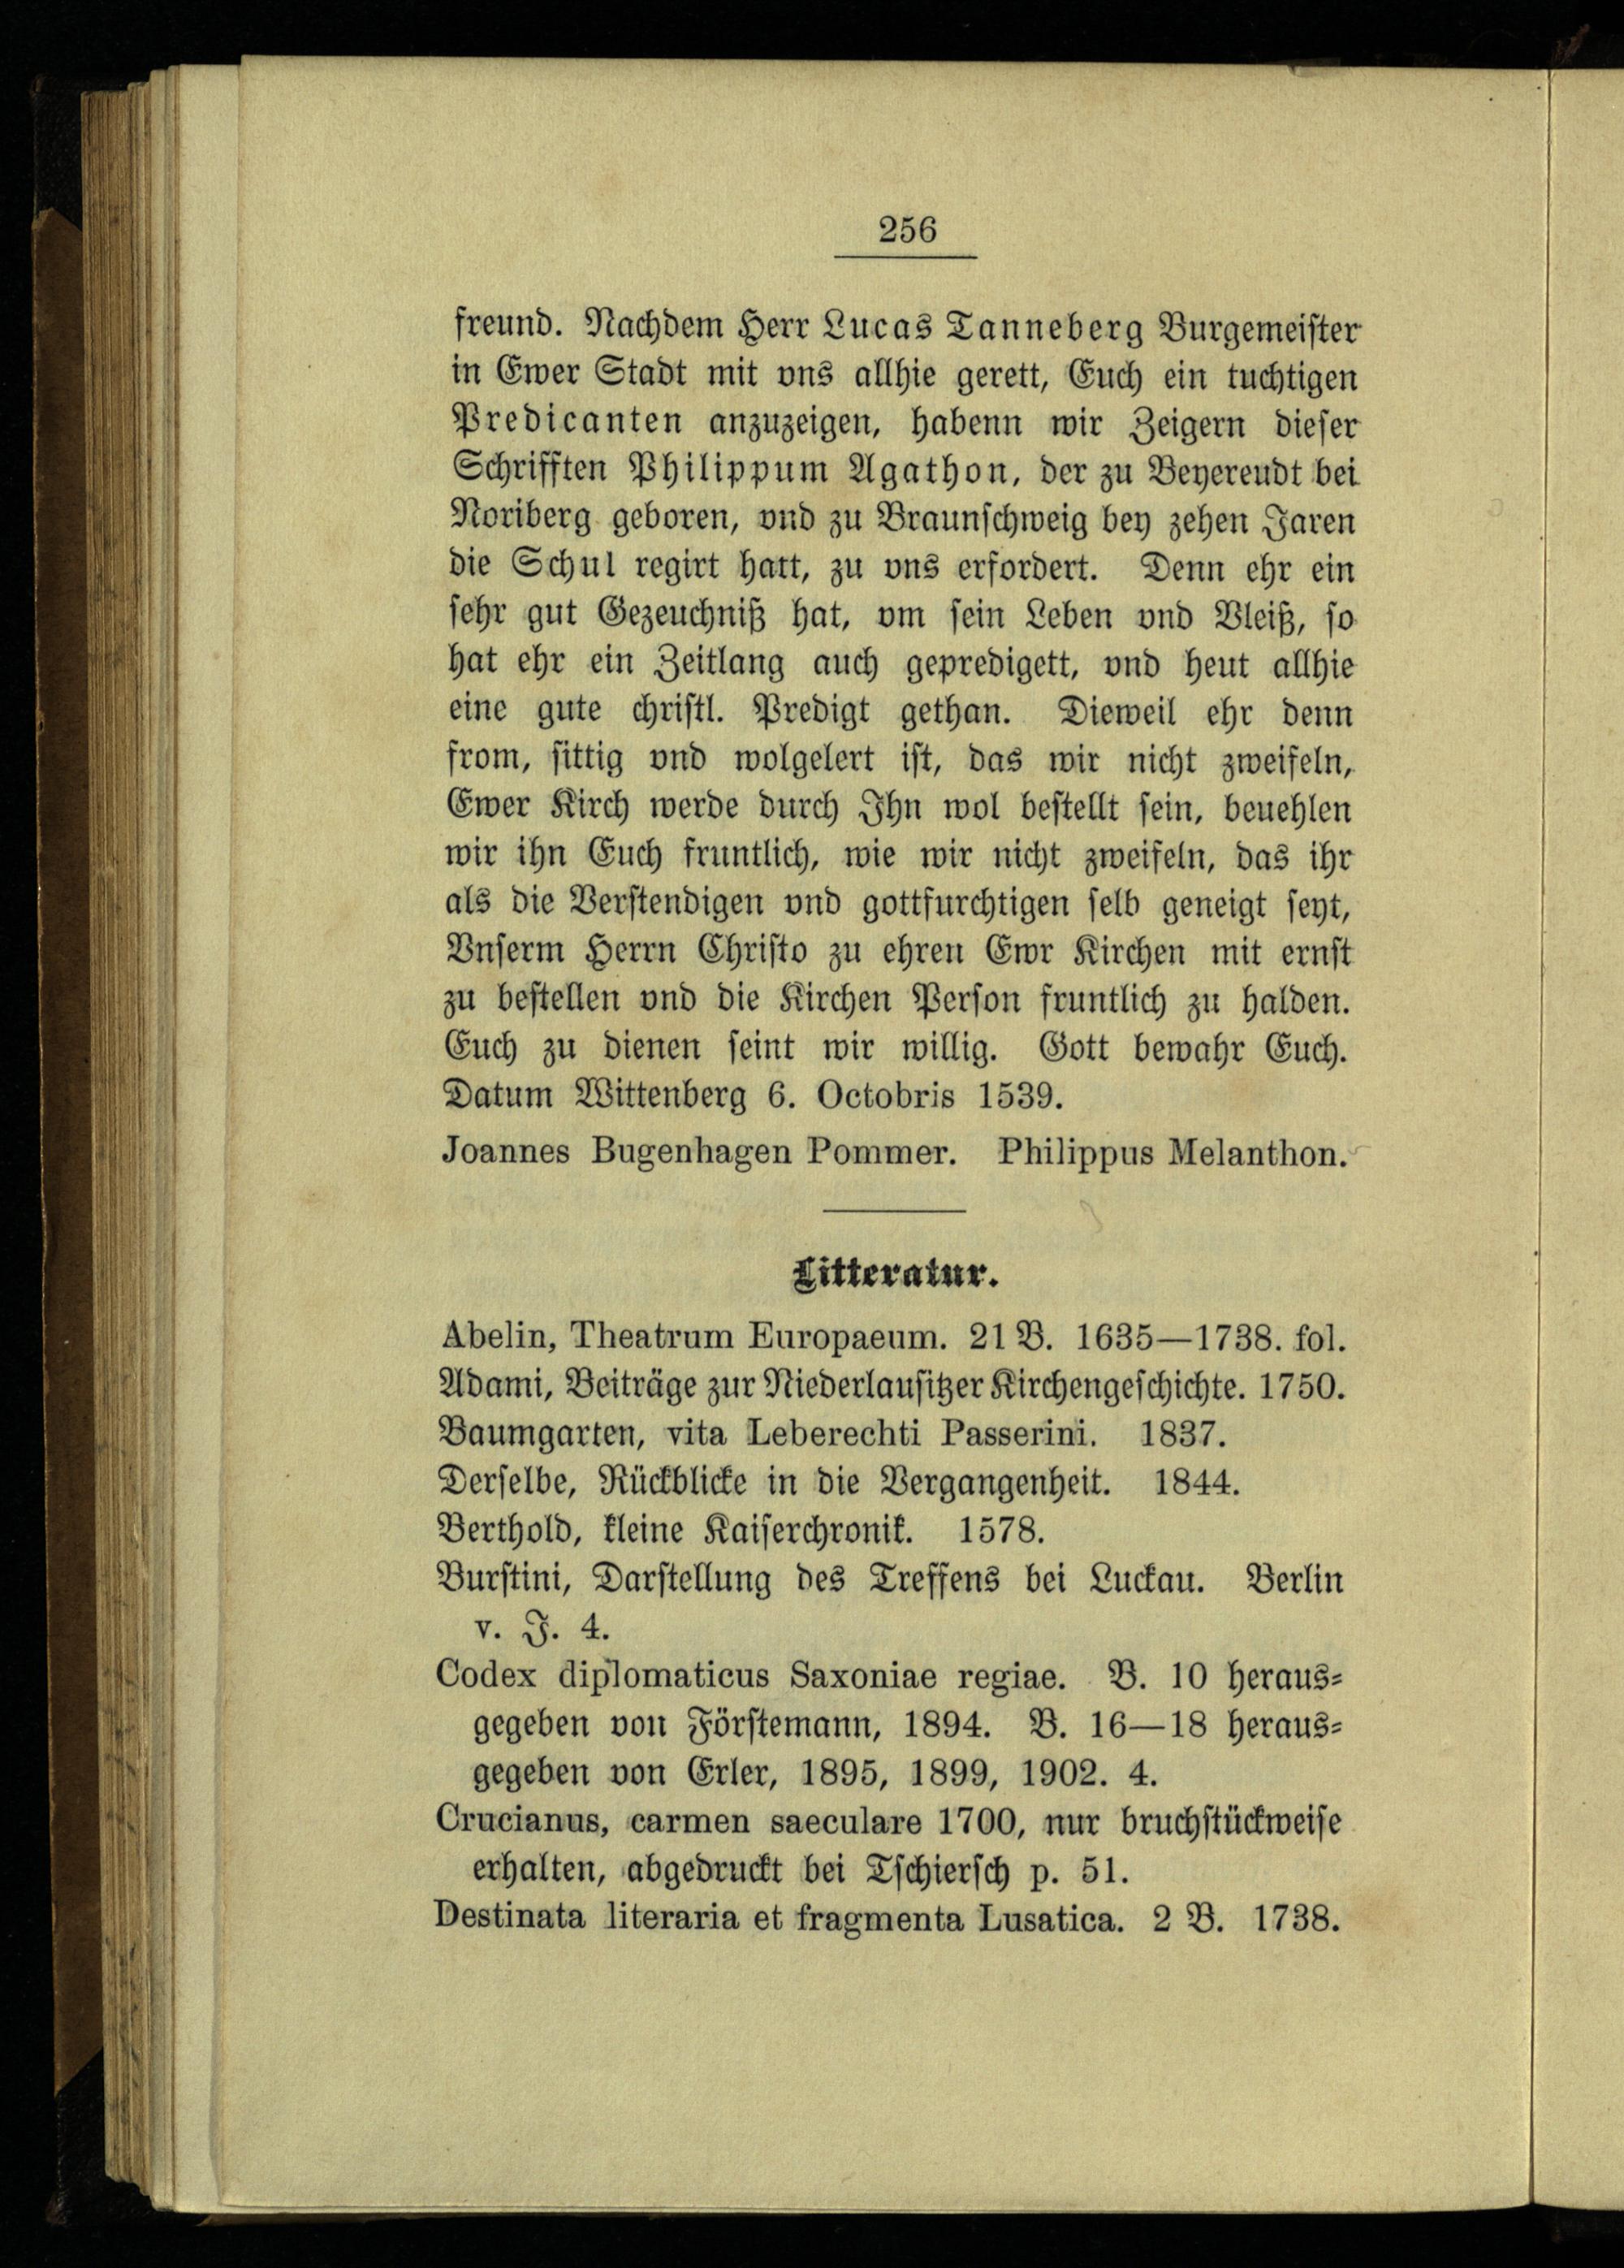 256
freund. Nachdem Herr Lucas Tanneberg Burgemeister
in Ewer Stadt mit vns allhie gerett, Euch ein tuchtigen
Predicanten anzuzeigen, habenn wir Zeigern dieser
Schrifften Philippum Agathon, der zu Beyereudt bei
Noriberg geboren, vnd zu Braunschweig bey zehen Jaren
die Schul regirt hatt, zu vns erfordert. Denn ehr ein
sehr gut Gezeuchniß hat, vm sein Leben vnd Vleiß, so
hat ehr ein Zeitlang auch gepredigett, vnd heut allhie
eine gute christl. Predigt gethan. Dieweil ehr denn
from, sittig vnd wolgelert ist, das wir nicht zweifeln,
Ewer Kirch werde durch Ihn wol bestellt sein, beuehlen
wir ihn Euch fruntlich, wie wir nicht zweifeln, das ihr
als die Verstendigen vnd gottfurchtigen selb geneigt seyt,
Vnserm Herrn Christo zu ehren Ewr Kirchen mit ernst
zu bestellen vnd die Kirchen Person fruntlich zu halden.
Euch zu dienen seint wir willig. Gott bewahr Euch.
Datum Wittenberg 6. Octobris 1539.
Joannes Bugenhagen Pommer. Philippus Melanthon.
Litteratur.
Abelin, Theatrum Europaeum. 21 B. 1635—1738. fol.
Adami, Beiträge zur Niederlausitzer Kirchengeschichte. 1750.
Baumgarten, vita Leberechti Passerini. 1837.
Derselbe, Rückblicke in die Vergangenheit. 1844.
Berthold, kleine Kaiserchronik. 1578.
Burstini, Darstellung des Treffens bei Luckau. Berlin
v. J. 4.
Codex diplomaticus Saxoniae regiae. B. 10 heraus-
gegeben von Förstemann, 1894. B. 16—18 heraus-
gegeben von Erler, 1895, 1899, 1902. 4.
Crucianus, carmen saeculare 1700, nur bruchstückweise
erhalten, abgedruckt bei Tschiersch p. 51.
Destinata literaria et fragmenta Lusatica. 2 B. 1738.